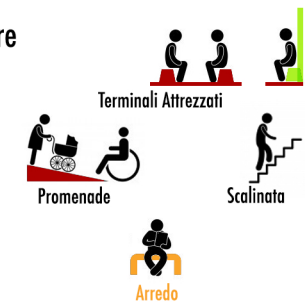 re
Terminali Attrezzati
Promenade
Scalinata
Arredo